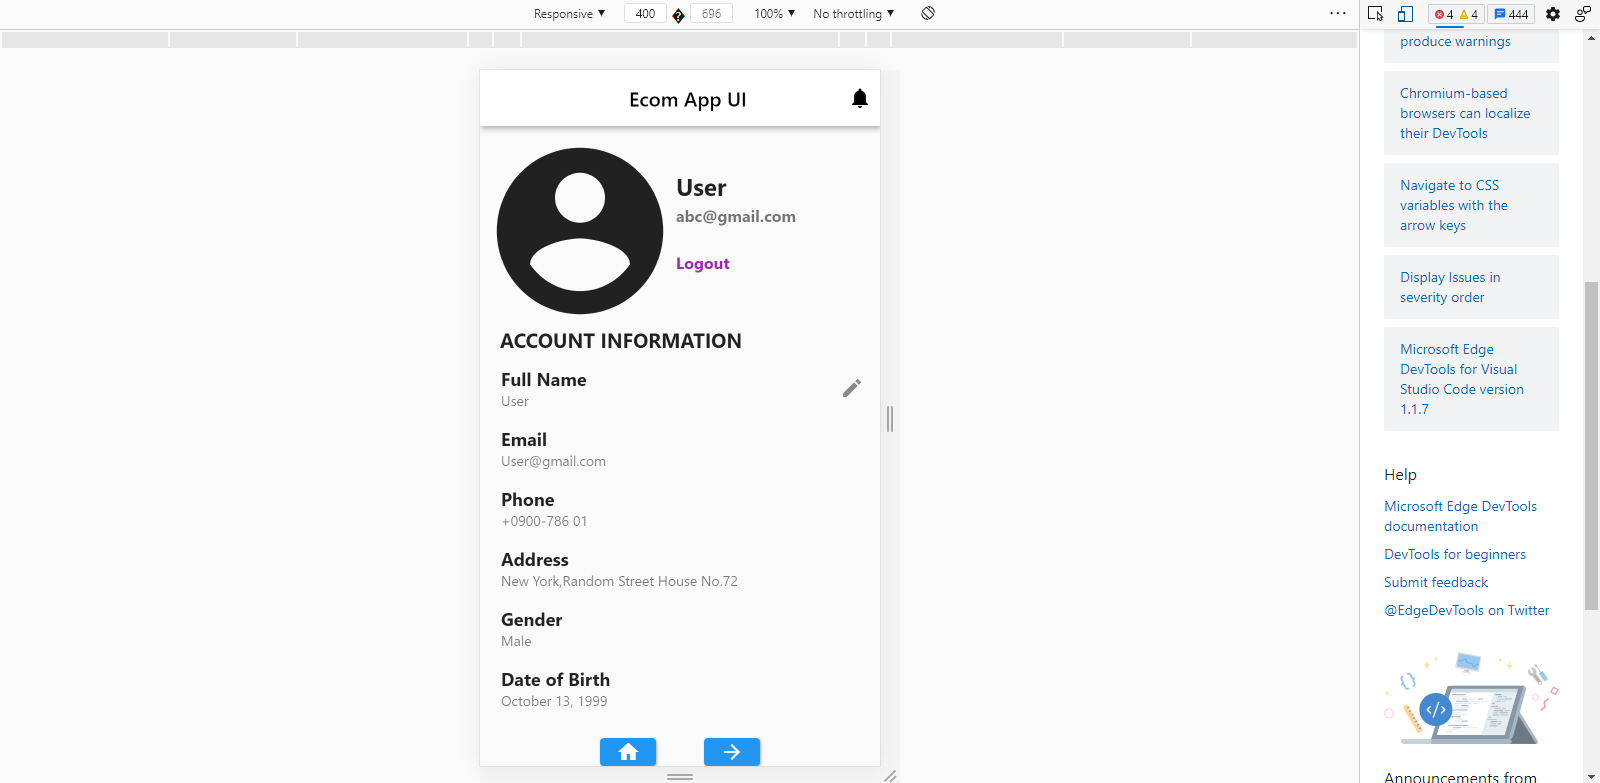 Responsive ▼ 400 � 696 100% ▼ No throttling ▼
4 4 444
Ecom App UI
User
abc@gmail.com
Logout
ACCOUNT INFORMATION
Full Name
User
Email
User@gmail.com
Phone
+0900-786 01
Address
New York,Random Street House No.72
Gender
Male
Date of Birth
October 13, 1999
produce warnings
Chromium-based
browsers can localize
their DevTools
Navigate to CSS
variables with the
arrow keys
Display Issues in
severity order
Microsoft Edge
DevTools for Visual
Studio Code version
1.1.7
Help
Microsoft Edge DevTools
documentation
DevTools for beginners
Submit feedback
@EdgeDevTools on Twitter
Announcements from